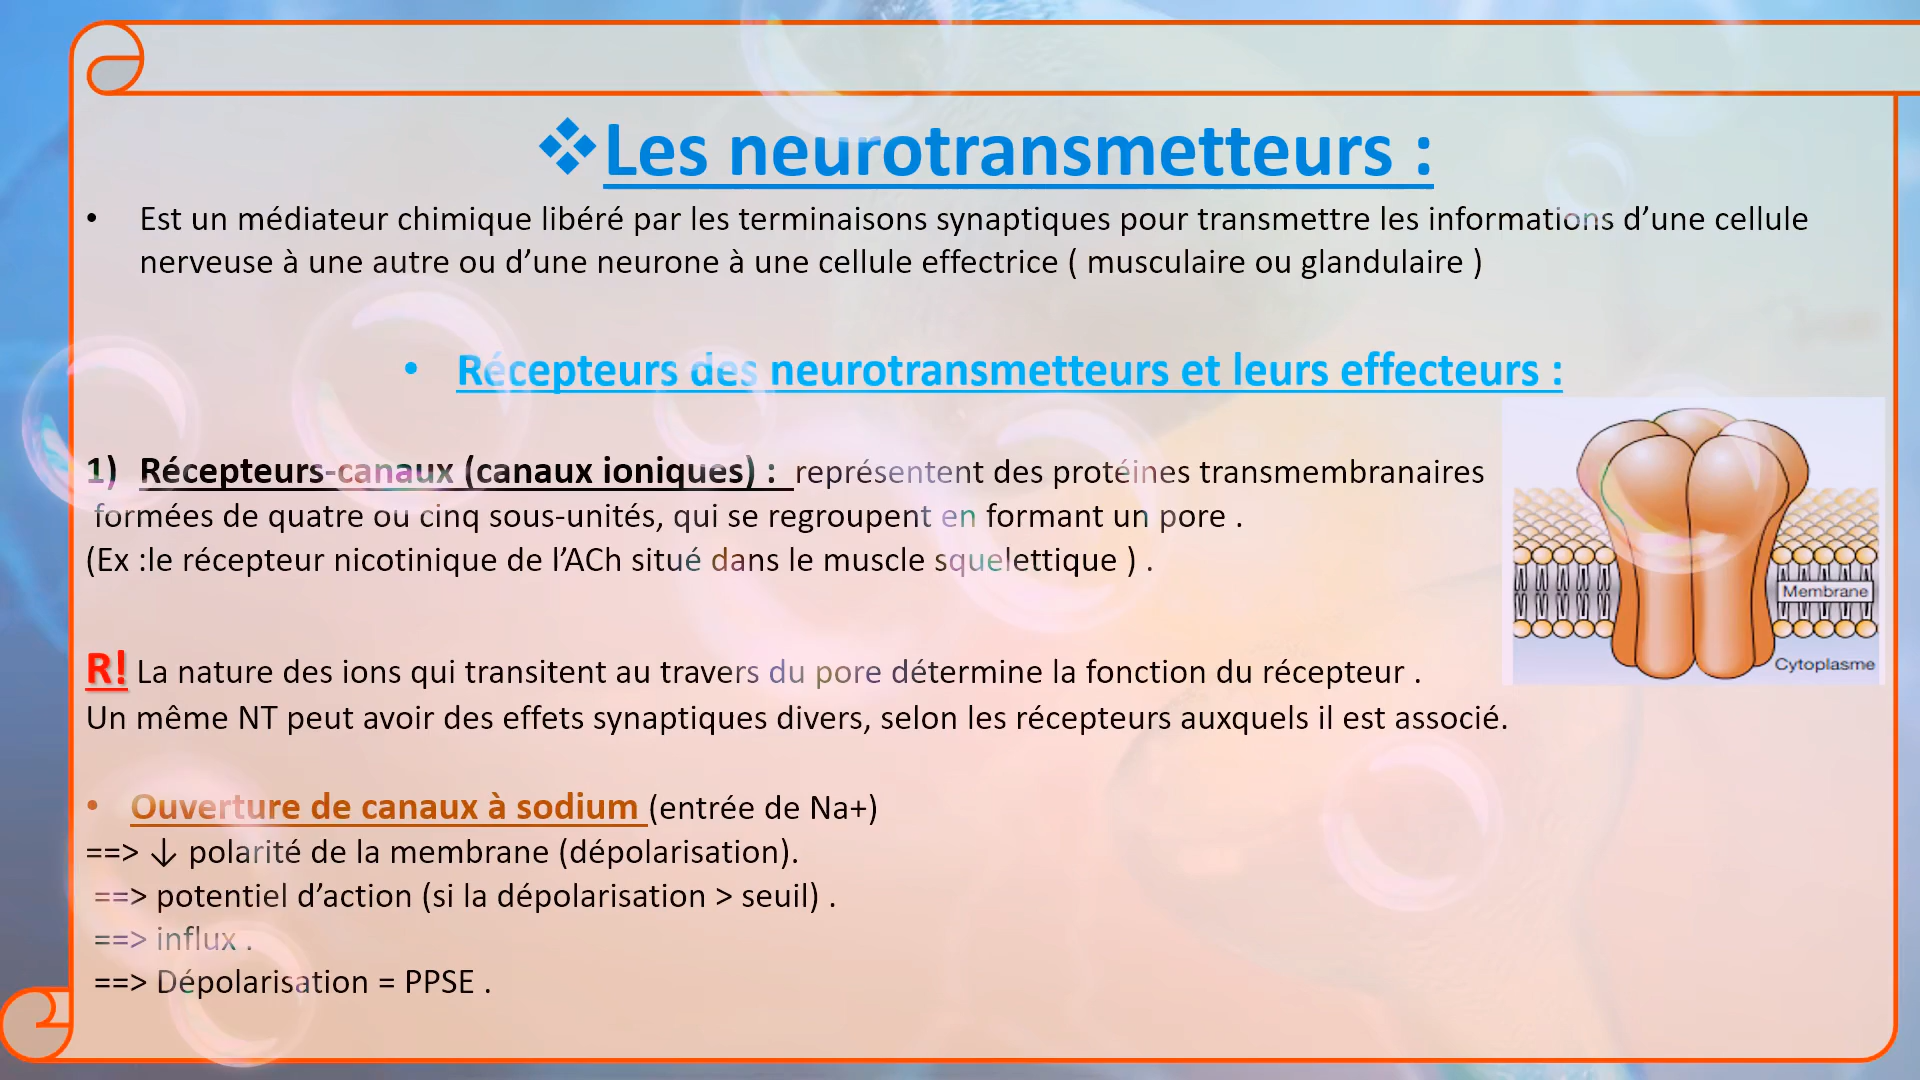 ❖Les neurotransmetteurs :
• Est un médiateur chimique libéré par les terminaisons synaptiques pour transmettre les informations d’une cellule
nerveuse à une autre ou d’une neurone à une cellule effectrice ( musculaire ou glandulaire )
• Récepteurs des neurotransmetteurs et leurs effecteurs :
1) Récepteurs-canaux (canaux ioniques) : représentent des protéines transmembranaires
formées de quatre ou cinq sous-unités, qui se regroupent en formant un pore .
(Ex :le récepteur nicotinique de l’ACh situé dans le muscle squelettique ) .
Membrane
Cytoplasme
R! La nature des ions qui transitent au travers du pore détermine la fonction du récepteur .
Un même NT peut avoir des effets synaptiques divers, selon les récepteurs auxquels il est associé.
• Ouverture de canaux à sodium (entrée de Na+)
==> ↓ polarité de la membrane (dépolarisation).
==> potentiel d’action (si la dépolarisation > seuil) .
==> influx .
==> Dépolarisation = PPSE .